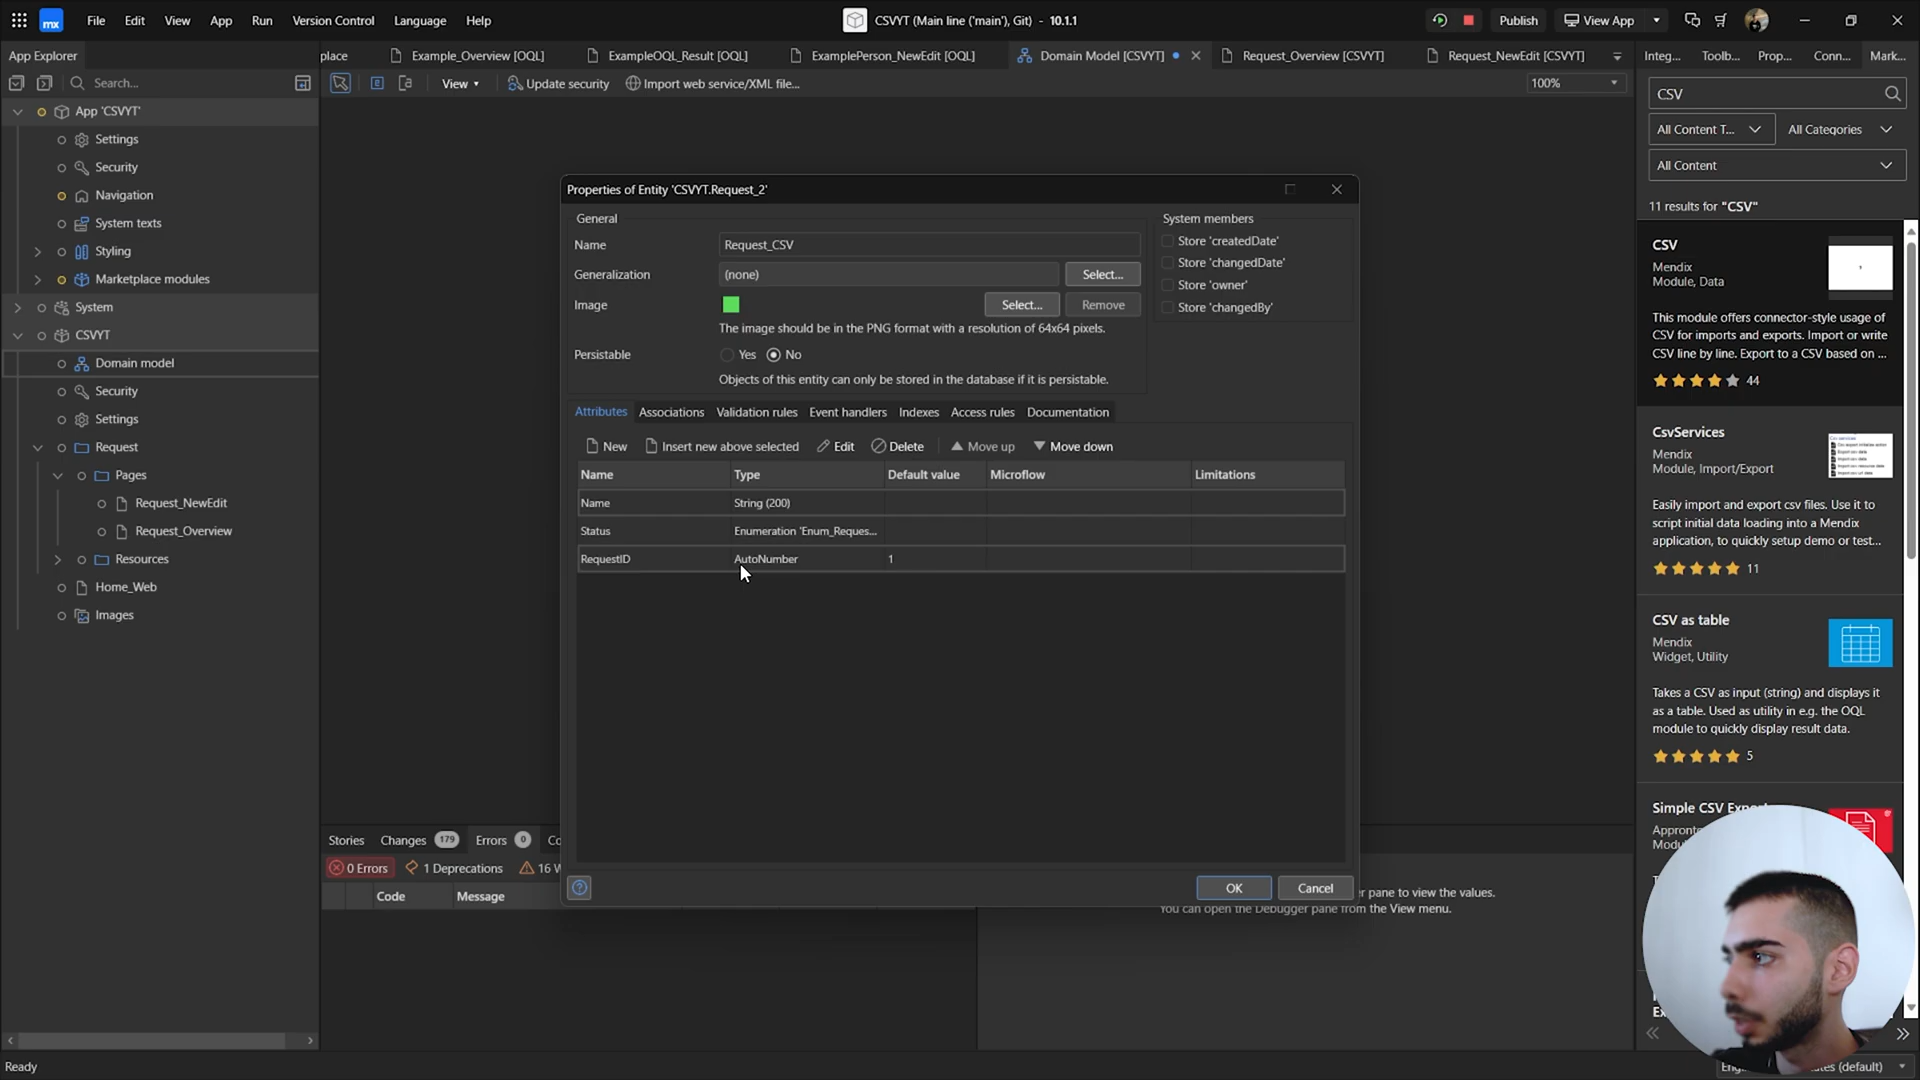 mx File Edit View App Run Version Control Language Help
CSVYT (Main line ('main'), Git) - 10.1.1
Publish View App
App Explorer
place Example_Overview [OQL] ExampleOQL_Result [OQL] ExamplePerson_NewEdit [OQL] Domain Model [CSVYT] Request_Overview [CSVYT] Request_NewEdit [CSVYT]
Integ... Toolb... Prop... Conn... Mark...
Search...
View Update security Import web service/XML file... 100%
App 'CSVYT'
Settings
Security
Navigation
System texts
Styling
Marketplace modules
System
CSVYT
Domain model
Security
Settings
Request
Pages
Request_NewEdit
Request_Overview
Resources
Home_Web
Images
Properties of Entity 'CSVYT.Request_2'
General
Name Request_CSV
Generalization (none) Select...
Image Select... Remove
The image should be in the PNG format with a resolution of 64x64 pixels.
Persistable Yes No
Objects of this entity can only be stored in the database if it is persistable.
System members
Store 'createdDate'
Store 'changedDate'
Store 'owner'
Store 'changedBy'
Attributes Associations Validation rules Event handlers Indexes Access rules Documentation
New Insert new above selected Edit Delete Move up Move down
Name Type Default value Microflow Limitations
Name String (200)
Status Enumeration 'Enum_Reques...
RequestID AutoNumber 1
OK Cancel
Stories Changes 179 Errors 0 Co
0 Errors 1 Deprecations 16 W
Code Message
r pane to view the values.
You can open the Debugger pane from the View menu.
CSV
All Content T... All Categories
All Content
11 results for "CSV"
CSV
Mendix
Module, Data
This module offers connector-style usage of
CSV for imports and exports. Import or write
CSV line by line. Export to a CSV based on ...
44
CsvServices
Mendix
Module, Import/Export
Easily import and export csv files. Use it to
script initial data loading into a Mendix
application, to quickly setup demo or test...
11
CSV as table
Mendix
Widget, Utility
Takes a CSV as input (string) and displays it
as a table. Used as utility in e.g. the OQL
module to quickly display result data.
5
Simple CSV Expo
Appront
Modu
Ready